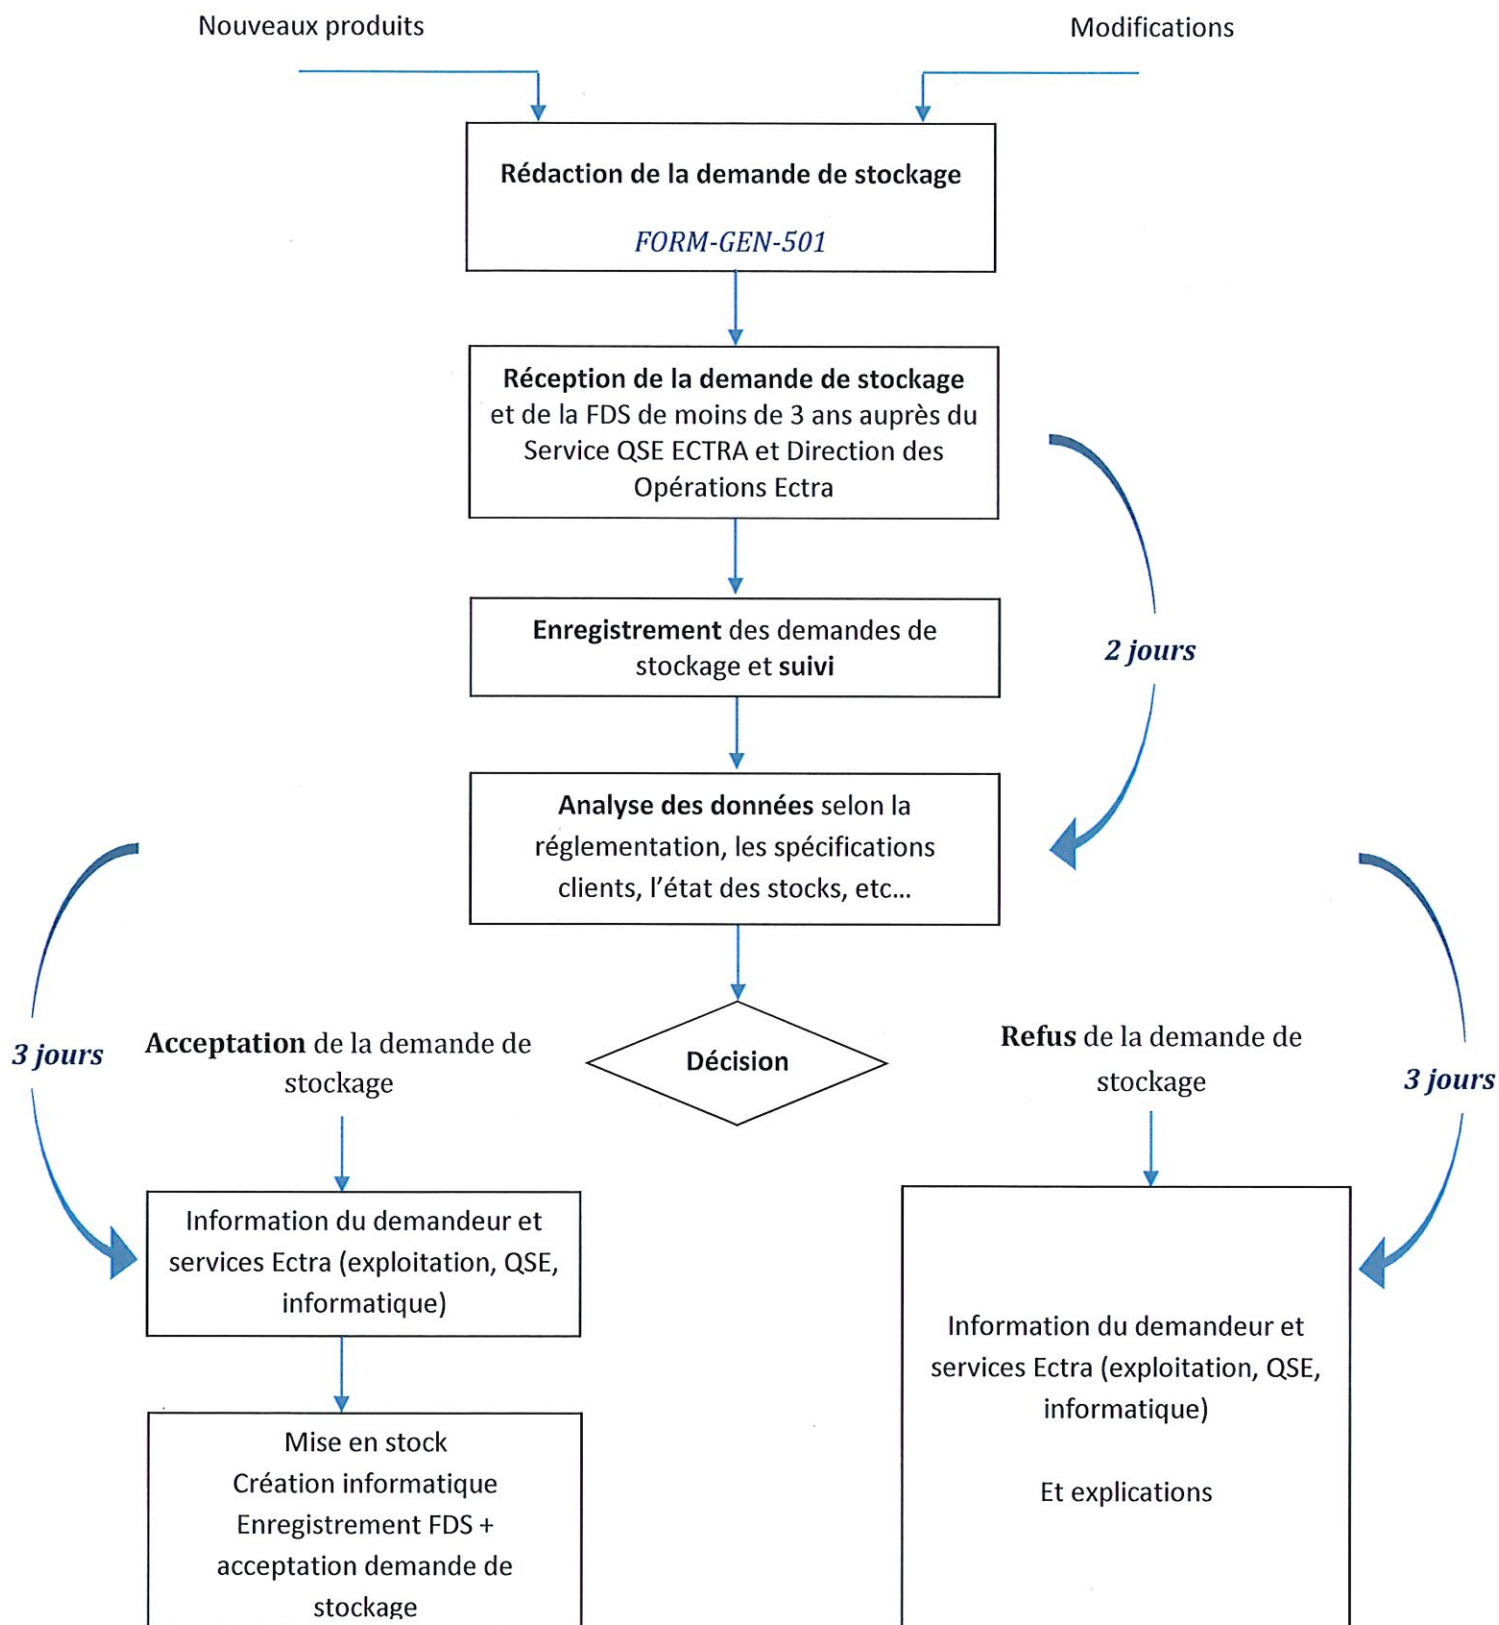 Nouveaux produits
Modifications
Rédaction de la demande de stockage
FORM-GEN-501
Réception de la demande de stockage
et de la FDS de moins de 3 ans auprès du
Service QSE ECTRA et Direction des
Opérations Ectra
Enregistrement des demandes de
stockage et suivi
2 jours
Analyse des données selon la
réglementation, les spécifications
clients, l'état des stocks, etc...
Décision
3 jours
Acceptation de la demande de
stockage
Refus de la demande de
stockage
3 jours
Information du demandeur et
services Ectra (exploitation, QSE,
informatique)
Mise en stock
Création informatique
Enregistrement FDS +
acceptation demande de
stockage
Information du demandeur et
services Ectra (exploitation, QSE,
informatique)
Et explications